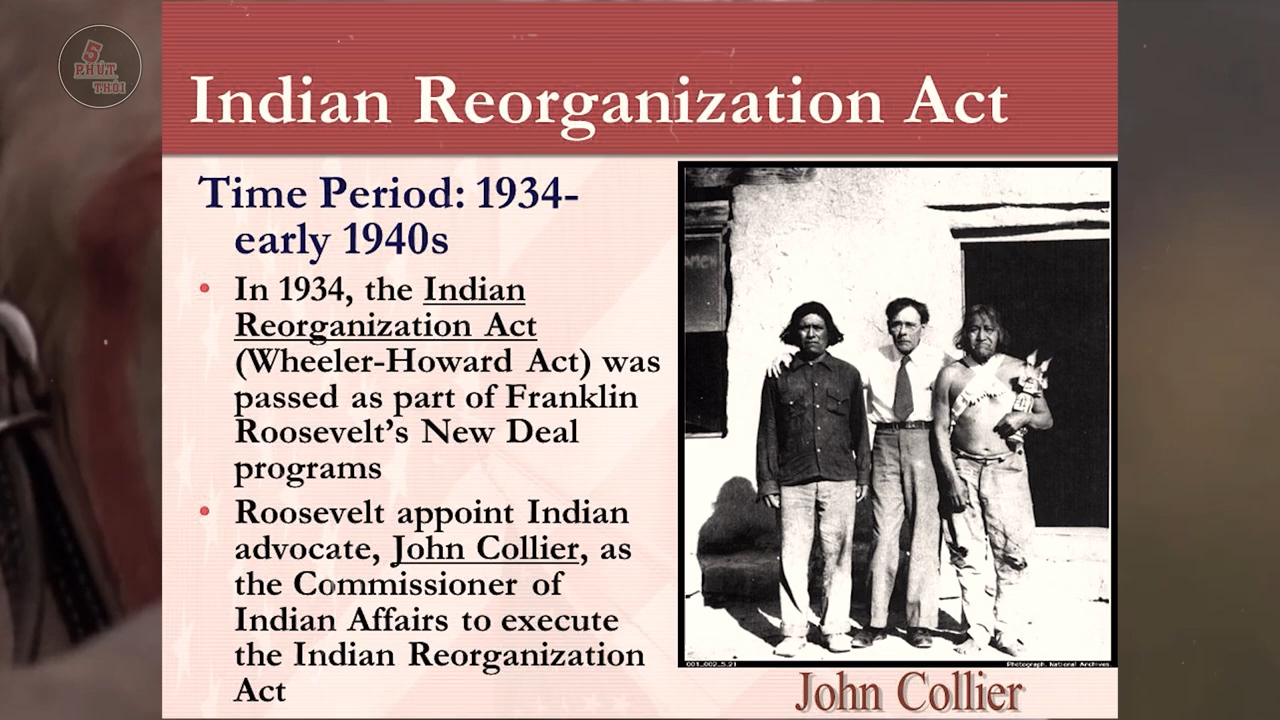 5
PHÚT
THÔI
Indian Reorganization Act
Time Period: 1934-
early 1940s
• In 1934, the Indian
Reorganization Act
(Wheeler-Howard Act) was
passed as part of Franklin
Roosevelt’s New Deal
programs
• Roosevelt appoint Indian
advocate, John Collier, as
the Commissioner of
Indian Affairs to execute
the Indian Reorganization
Act
001_002_5.21
Photograph, National Archives.
John Collier